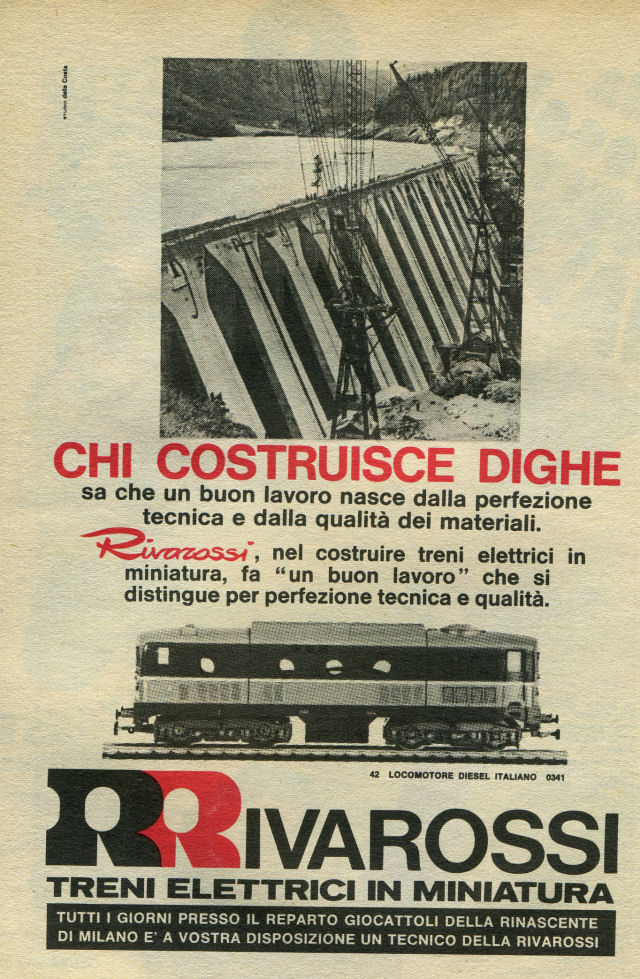 STUDIO dalla Costa
CHI COSTRUISCE DIGHE
sa che un buon lavoro nasce dalla perfezione
tecnica e dalla qualità dei materiali.
Rivarossi, nel costruire treni elettrici in
miniatura, fa “un buon lavoro” che si
distingue per perfezione tecnica e qualità.
42 LOCOMOTORE DIESEL ITALIANO 0341
RRIVAROSSI
TRENI ELETTRICI IN MINIATURA
TUTTI I GIORNI PRESSO IL REPARTO GIOCATTOLI DELLA RINASCENTE
DI MILANO E' A VOSTRA DISPOSIZIONE UN TECNICO DELLA RIVAROSSI